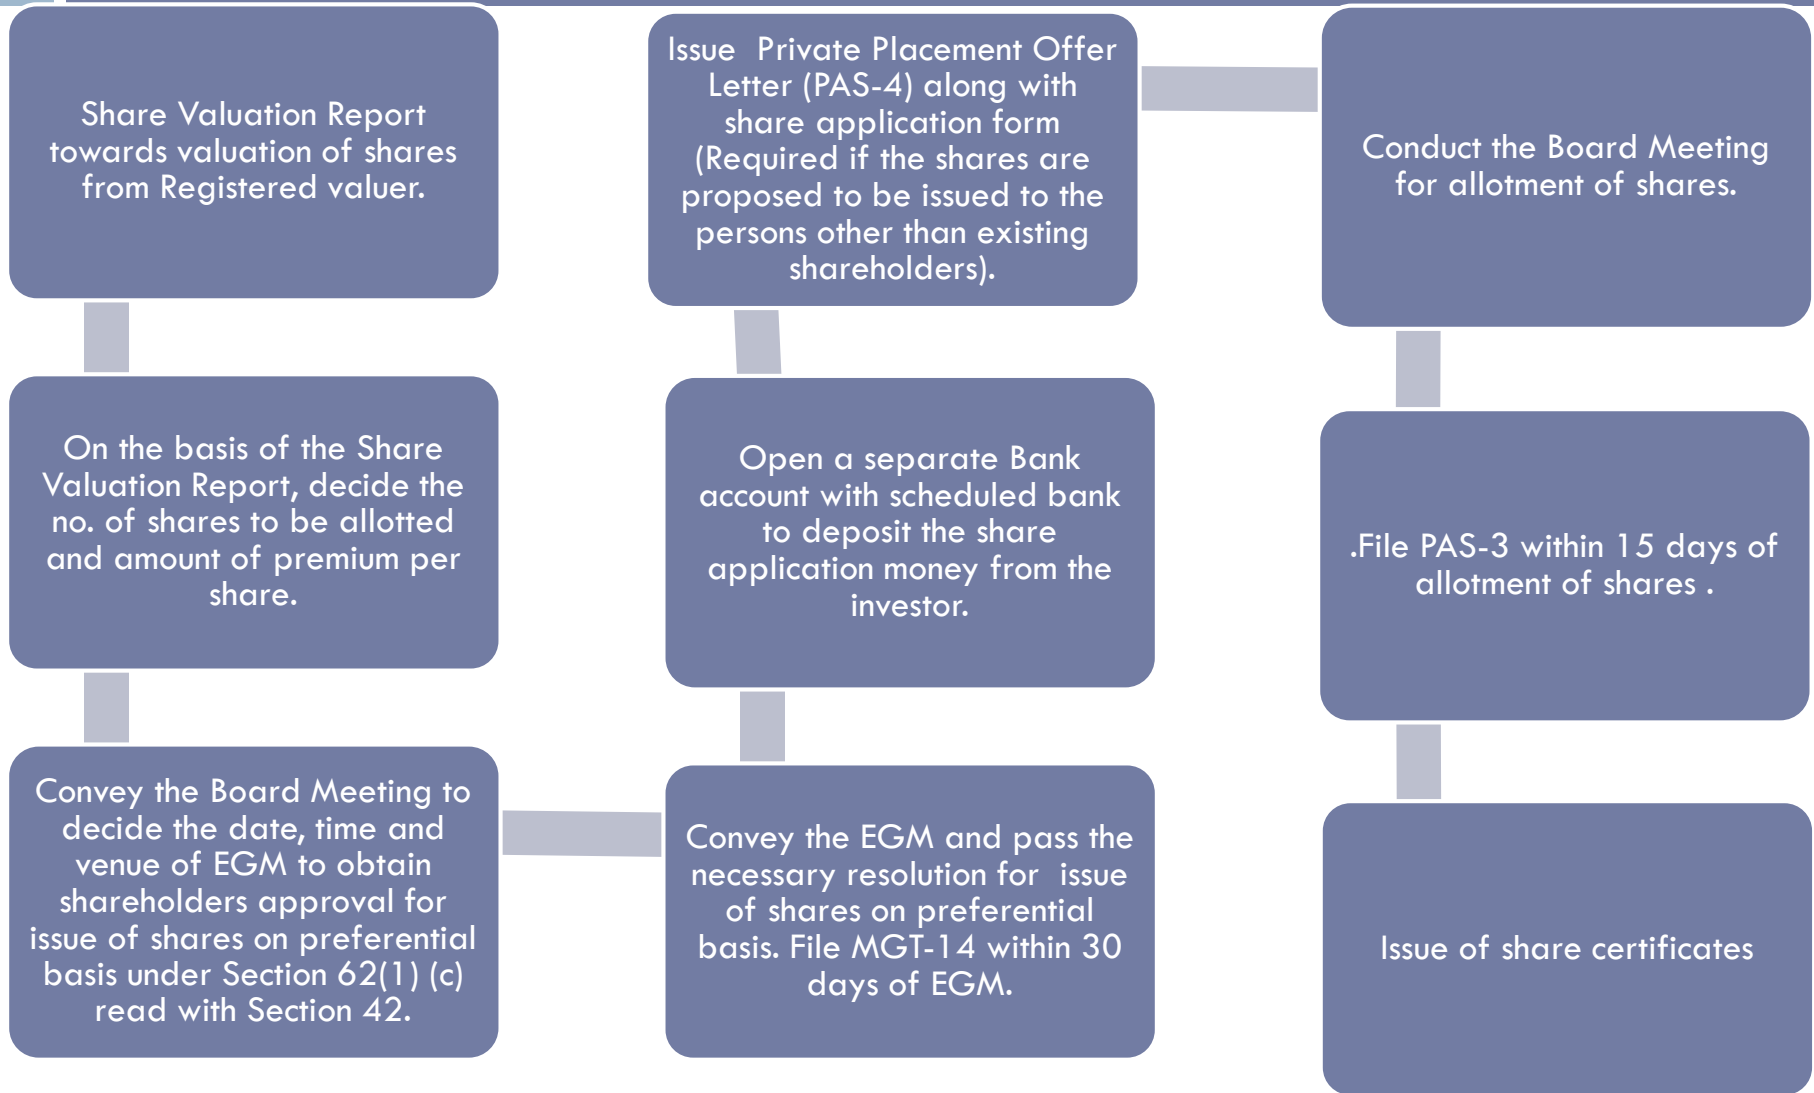 Share Valuation Report
towards valuation of shares
from Registered valuer.
On the basis of the Share
Valuation Report, decide the
no. of shares to be allotted
and amount of premium per
share.
Convey the Board Meeting to
decide the date, time and
venue of EGM to obtain
shareholders approval for
issue of shares on preferential
basis under Section 62(1) (c)
read with Section 42.
Convey the EGM and pass the
necessary resolution for  issue
of shares on preferential
basis. File MGT-14 within 30
days of EGM.
Open a separate Bank
account with scheduled bank
to deposit the share
application money from the
investor.
Issue  Private Placement Offer
Letter (PAS-4) along with
share application form
(Required if the shares are
proposed to be issued to the
persons other than existing
shareholders).
Conduct the Board Meeting
for allotment of shares.
.File PAS-3 within 15 days of
allotment of shares .
Issue of share certificates